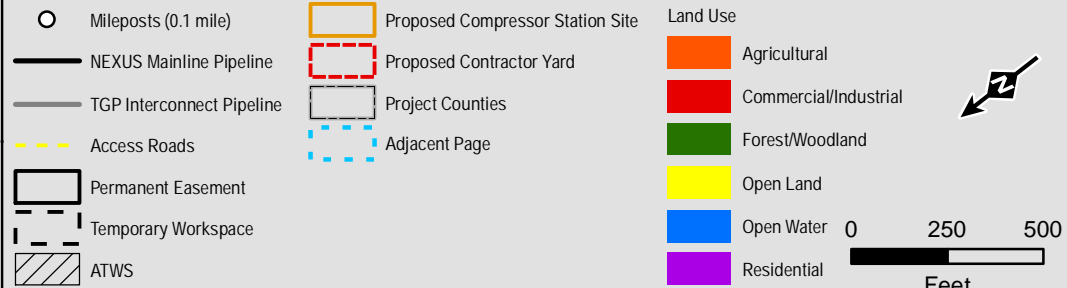 Mileposts (0.1 mile)
NEXUS Mainline Pipeline
TGP Interconnect Pipeline
Access Roads
Permanent Easement
Temporary Workspace
ATWS
Proposed Compressor Station Site
Proposed Contractor Yard
Project Counties
Adjacent Page
Land Use
Agricultural
Commercial/Industrial
Forest/Woodland
Open Land
Open Water
Residential
N
0 250 500
Feet